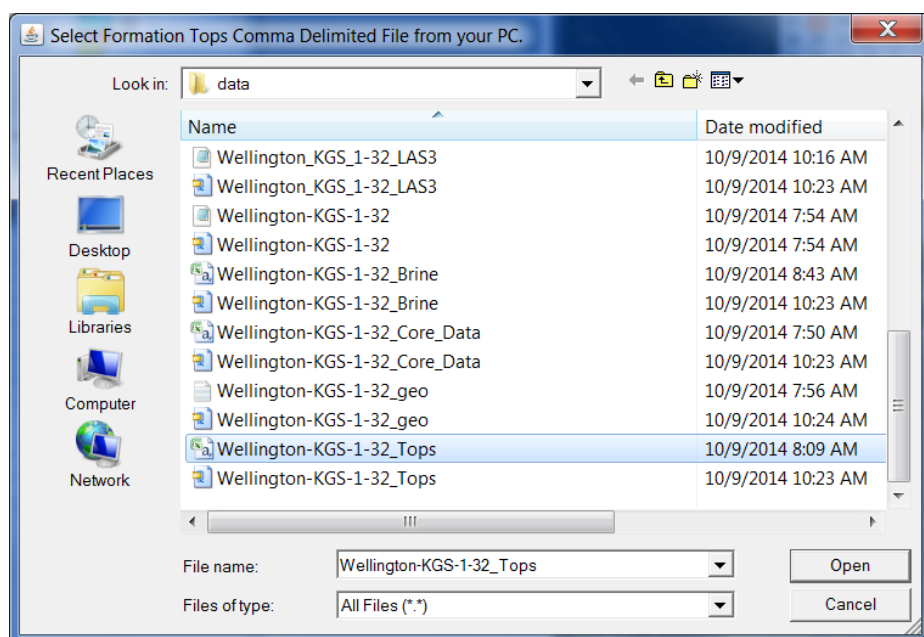 Select Formation Tops Comma Delimited File from your PC.
Look in: data
Name Date modified
Wellington_KGS_1-32_LAS3 10/9/2014 10:16 AM
Wellington_KGS_1-32_LAS3 10/9/2014 10:23 AM
Wellington-KGS-1-32 10/9/2014 7:54 AM
Wellington-KGS-1-32 10/9/2014 7:54 AM
Wellington-KGS-1-32_Brine 10/9/2014 8:43 AM
Wellington-KGS-1-32_Brine 10/9/2014 10:23 AM
Wellington-KGS-1-32_Core_Data 10/9/2014 7:50 AM
Wellington-KGS-1-32_Core_Data 10/9/2014 10:23 AM
Wellington-KGS-1-32_geo 10/9/2014 7:56 AM
Wellington-KGS-1-32_geo 10/9/2014 10:24 AM
Wellington-KGS-1-32_Tops 10/9/2014 8:09 AM
Wellington-KGS-1-32_Tops 10/9/2014 10:23 AM
Recent Places
Desktop
Libraries
Computer
Network
File name: Wellington-KGS-1-32_Tops Open
Files of type: All Files (*.*) Cancel